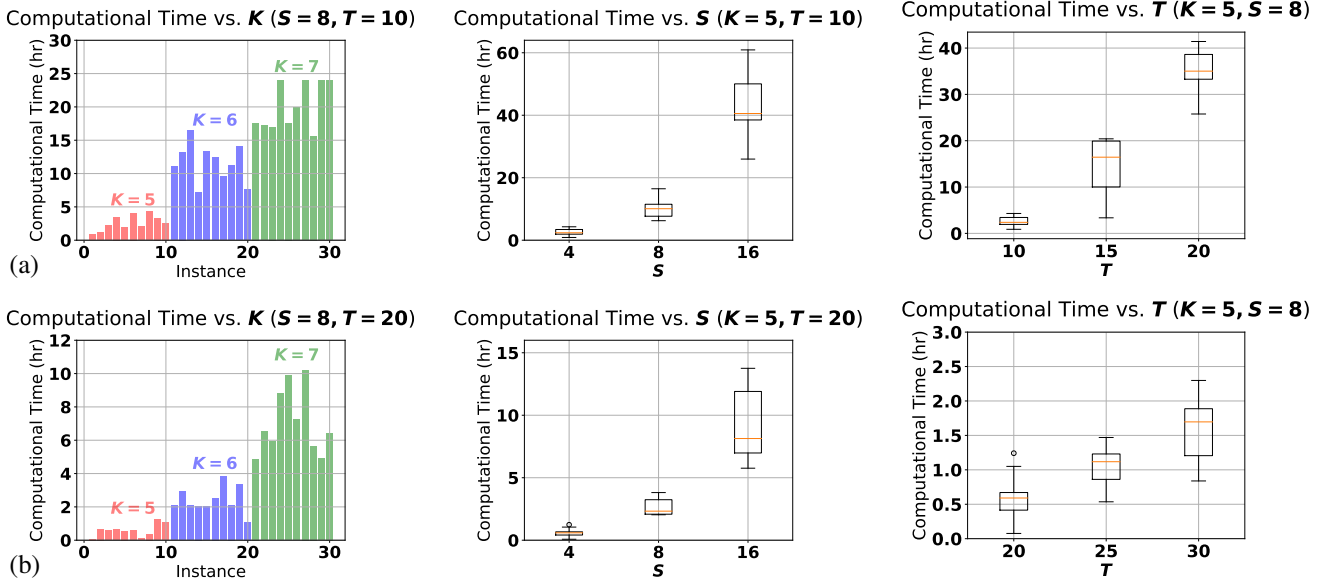 Computational Time vs. K (S = 8, T = 10)
Computational Time (hr)
30
25
20
15
10
5
0
K = 5
K = 6
K = 7
0 10 20 30
Instance
(a)
Computational Time vs. S (K = 5, T = 10)
Computational Time (hr)
60
40
20
0
4 8 16
S
Computational Time vs. T (K = 5, S = 8)
Computational Time (hr)
40
30
20
10
0
10 15 20
T
Computational Time vs. K (S = 8, T = 20)
Computational Time (hr)
12
10
8
6
4
2
0
K = 5
K = 6
K = 7
0 10 20 30
Instance
(b)
Computational Time vs. S (K = 5, T = 20)
Computational Time (hr)
15
10
5
0
4 8 16
S
Computational Time vs. T (K = 5, S = 8)
Computational Time (hr)
3.0
2.5
2.0
1.5
1.0
0.5
0.0
20 25 30
T